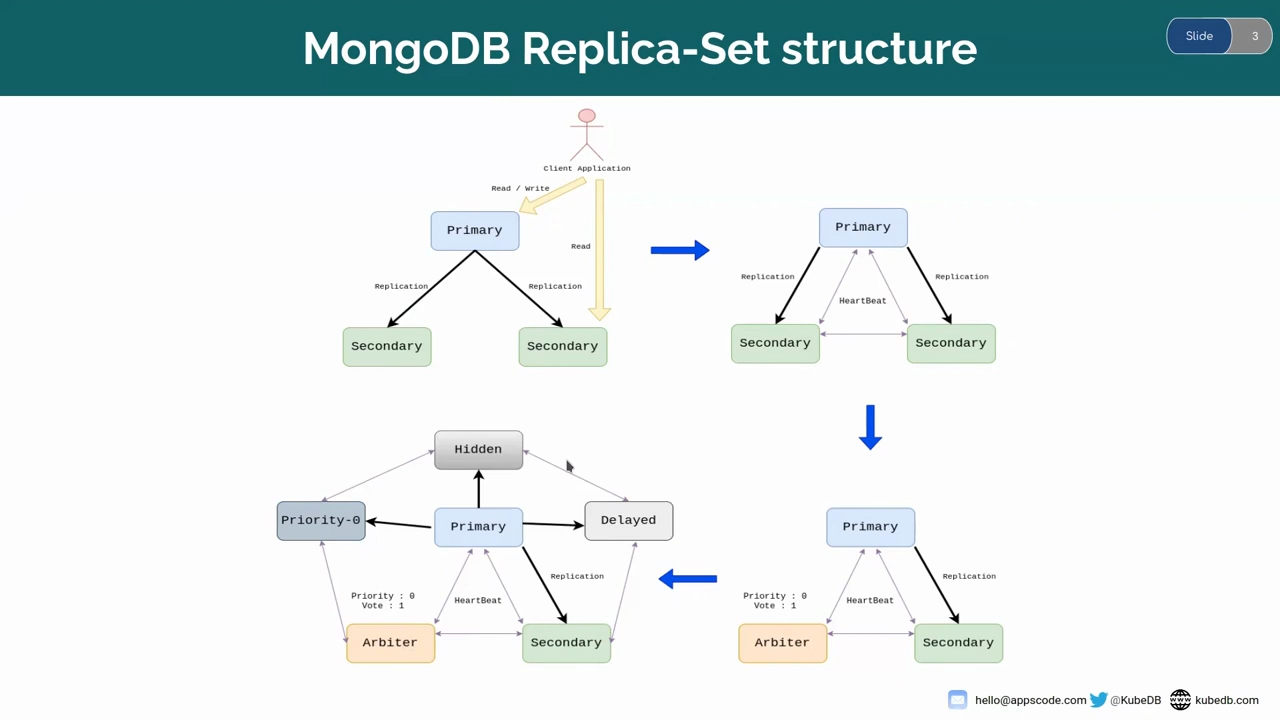 MongoDB Replica-Set structure
Slide 3
Client Application
Read / Write
Primary
Read
Replication
Replication
Secondary
Secondary
Primary
Replication
Replication
HeartBeat
Secondary
Secondary
Hidden
Priority-0
Primary
Delayed
Replication
Priority : 0
Vote : 1
HeartBeat
Arbiter
Secondary
Primary
Replication
Priority : 0
Vote : 1
HeartBeat
Arbiter
Secondary
hello@appscode.com @KubeDB www kubedb.com